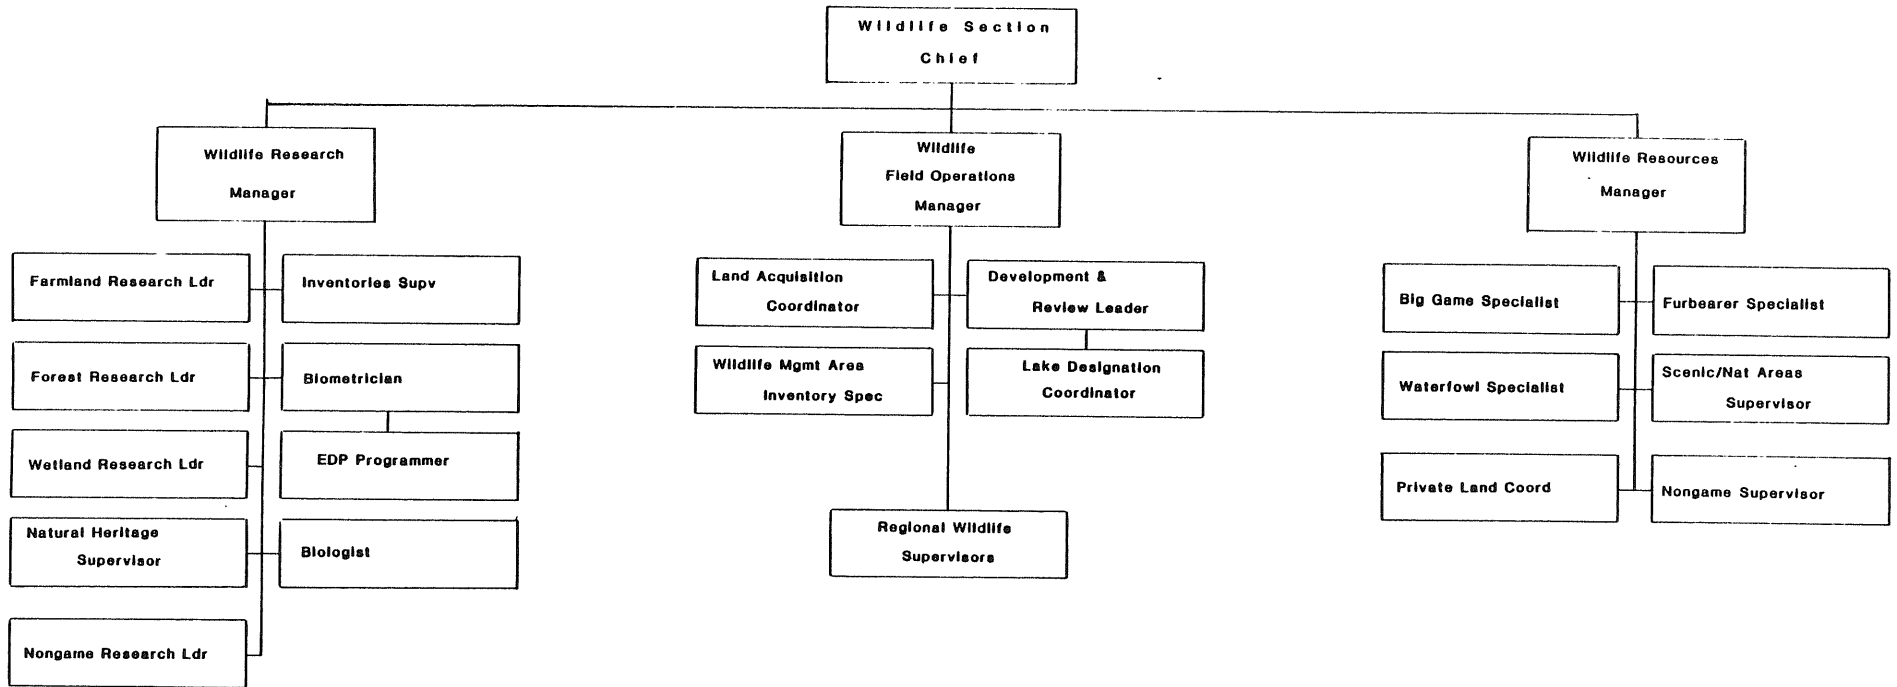 Wildlife Section
Chief
Wildlife Research
Manager
Wildlife
Field Operations
Manager
Wildlife Resources
Manager
Farmland Research Ldr
Inventories Supv
Forest Research Ldr
Biometrician
Wetland Research Ldr
EDP Programmer
Natural Heritage
Supervisor
Biologist
Nongame Research Ldr
Land Acquisition
Coordinator
Development &
Review Leader
Wildlife Mgmt Area
Inventory Spec
Lake Designation
Coordinator
Regional Wildlife
Supervisors
Big Game Specialist
Furbearer Specialist
Waterfowl Specialist
Scenic/Nat Areas
Supervisor
Private Land Coord
Nongame Supervisor